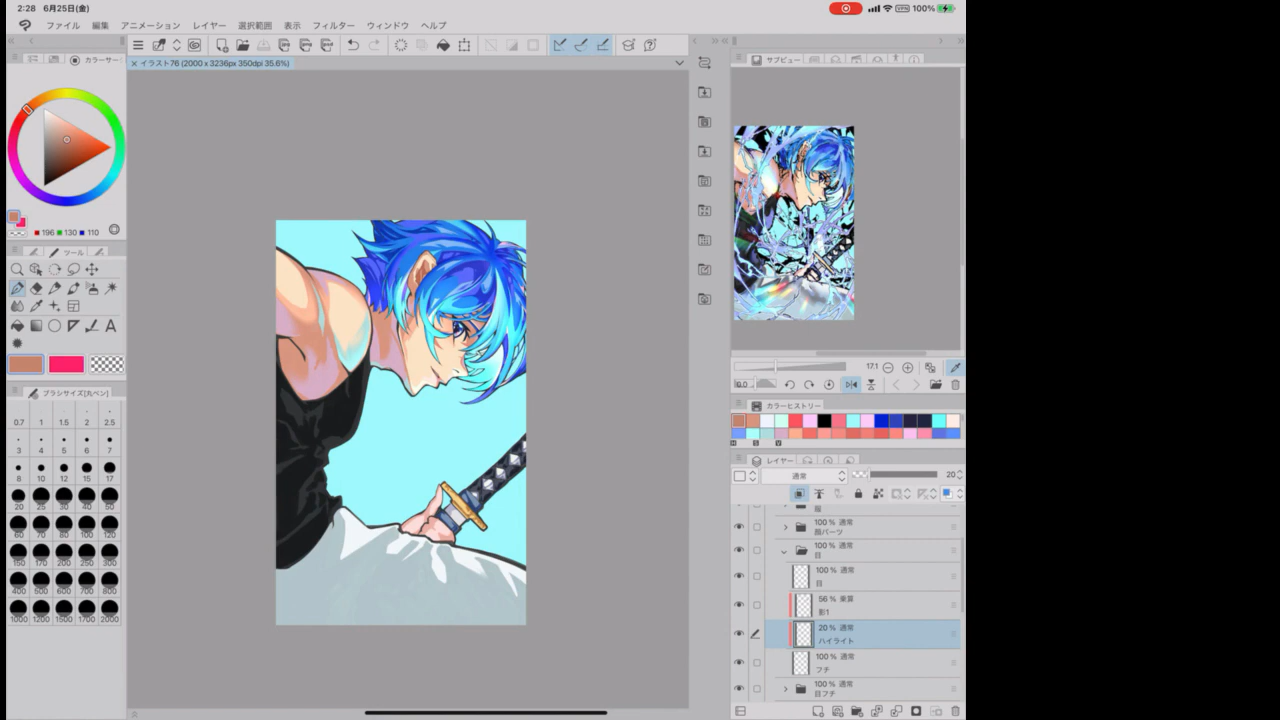 2:28 6月25日(金)
VPN 100%
ファイル 編集 アニメーション レイヤー 選択範囲 表示 フィルター ウィンドウ ヘルプ
カラーサー
イラスト76 (2000 x 3236px 350dpi 35.6%)
サブビュー
196 130 110
ツール
A
ブラシサイズ[丸ペン]
0.7 1 1.5 2 2.5
3 4 5 6 7
8 10 12 15 17
20 25 30 40 50
60 70 80 100 120
150 170 200 250 300
400 500 600 700 800
1000 1200 1500 1700 2000
17.1
0.0
カラーヒストリー
H S V
レイヤー
通常
20
100% 通常
顔パーツ
100% 通常
目
100% 通常
目
56% 乗算
影1
20% 通常
ハイライト
100% 通常
フチ
100% 通常
目フチ